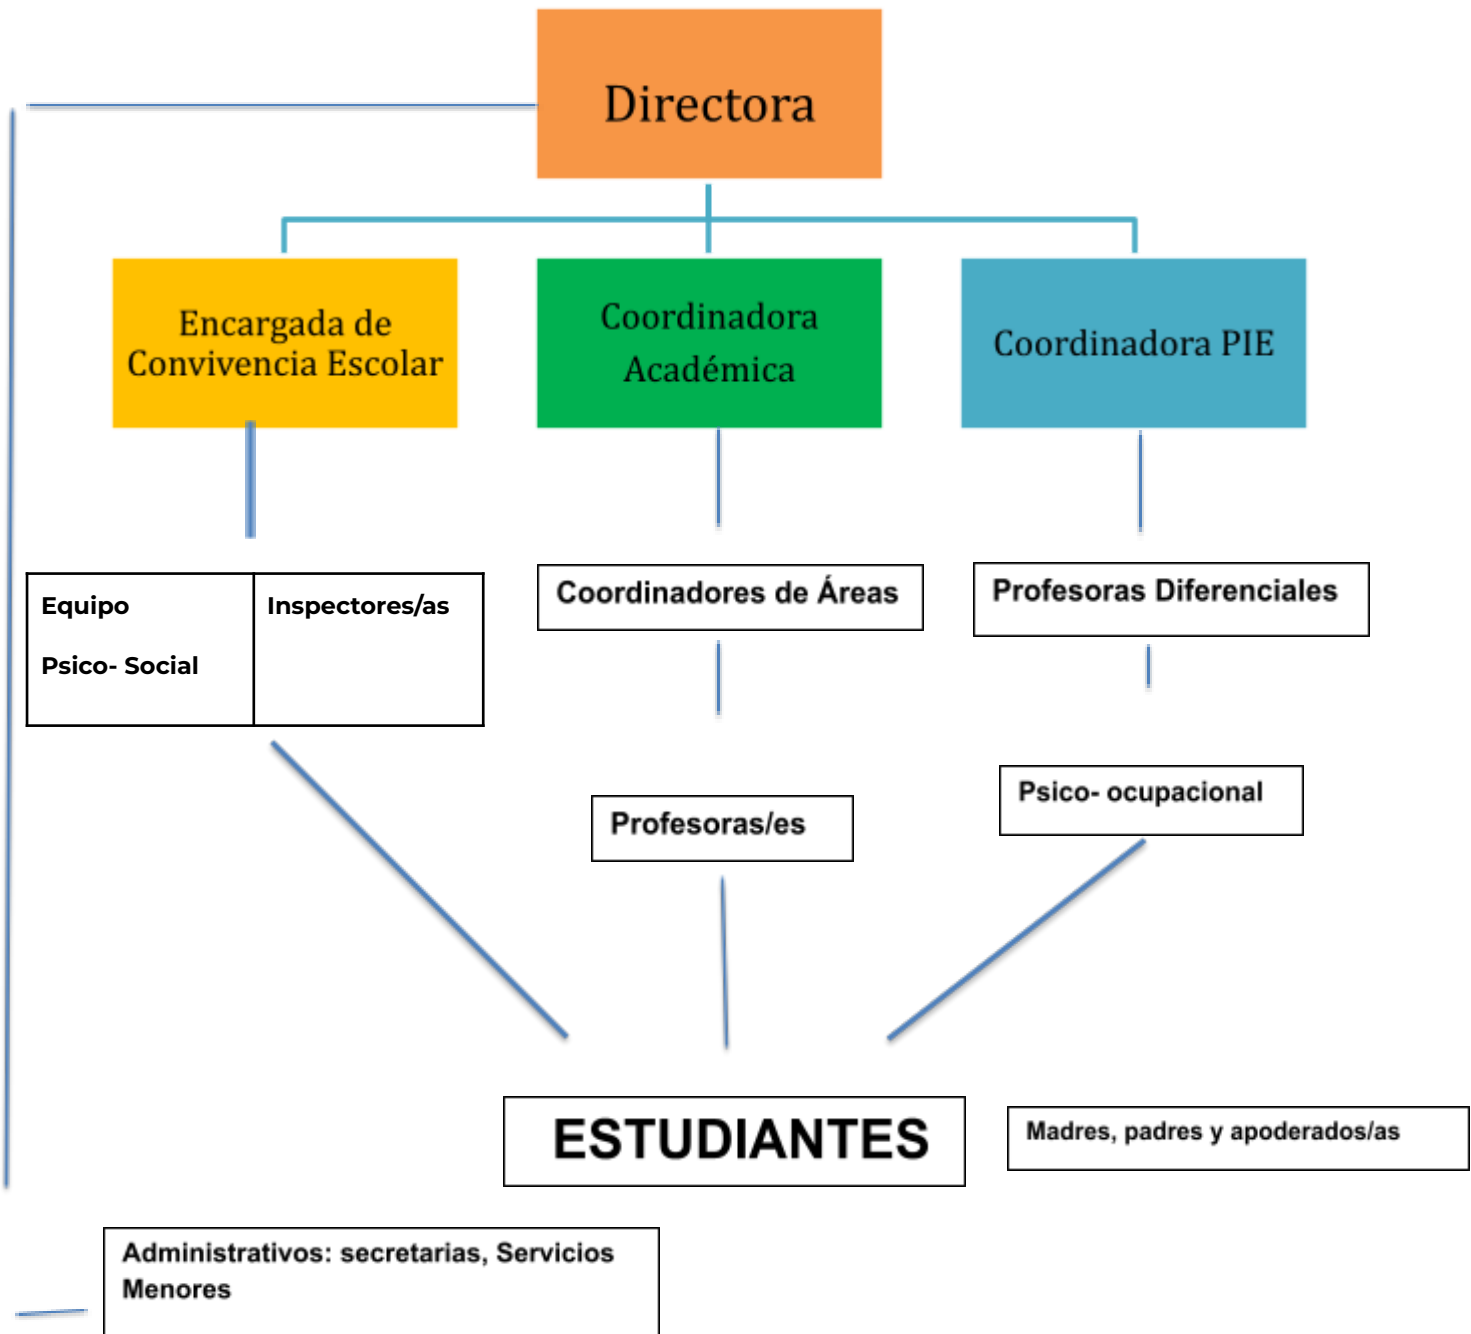 Directora
Encargada de
Convivencia Escolar
Coordinadora
Académica
Coordinadora PIE
Equipo
Psico- Social
Inspectores/as
Coordinadores de Áreas
Profesoras Diferenciales
Profesoras/es
Psico- ocupacional
ESTUDIANTES
Madres, padres y apoderados/as
Administrativos: secretarias, Servicios
Menores